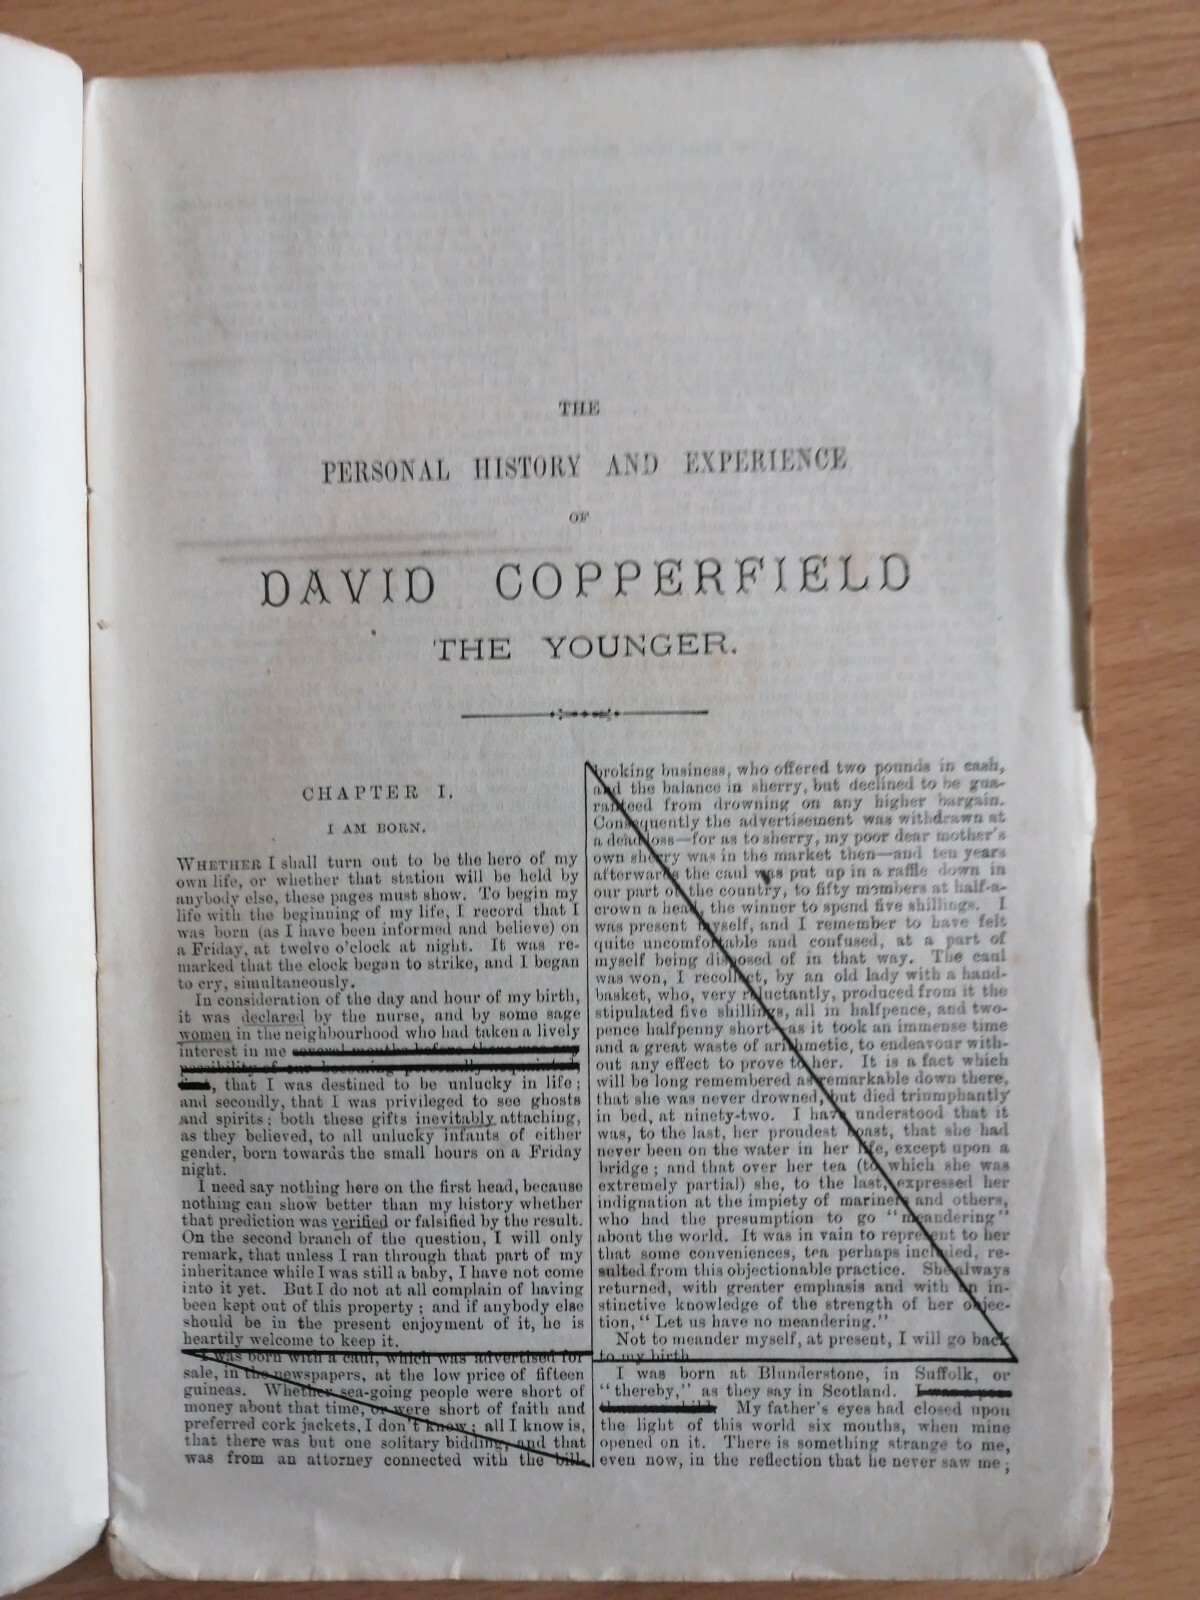 THE
PERSONAL HISTORY AND EXPERIENCE
OF
DAVID COPPERFIELD
THE YOUNGER.
CHAPTER I.
I AM BORN.
WHETHER I shall turn out to be the hero of my
own life, or whether that station will be held by
anybody else, these pages must show. To begin my
life with the beginning of my life, I record that I
was born (as I have been informed and believe) on
a Friday, at twelve o'clock at night. It was re-
marked that the clock began to strike, and I began
to cry, simultaneously.
In consideration of the day and hour of my birth,
it was declared by the nurse, and by some sage
women in the neighbourhood who had taken a lively
interest in me several months before there was any
possibility of our becoming personally acquainted,
, that I was destined to be unlucky in life;
and secondly, that I was privileged to see ghosts
and spirits: both these gifts inevitably attaching,
as they believed, to all unlucky infants of either
gender, born towards the small hours on a Friday
night.
I need say nothing here on the first head, because
nothing can show better than my history whether
that prediction was verified or falsified by the result.
On the second branch of the question, I will only
remark, that unless I ran through that part of my
inheritance while I was still a baby, I have not come
into it yet. But I do not at all complain of having
been kept out of this property; and if anybody else
should be in the present enjoyment of it, he is
heartily welcome to keep it.
I was born with a caul, which was advertised for
sale, in the newspapers, at the low price of fifteen
guineas. Whether sea-going people were short of
money about that time, or were short of faith and
preferred cork jackets, I don't know; all I know is,
that there was but one solitary bidding, and that
was from an attorney connected with the bill-
broking business, who offered two pounds in cash,
and the balance in sherry, but declined to be gua-
ranteed from drowning on any higher bargain.
Consequently the advertisement was withdrawn at
a dead loss—for as to sherry, my poor dear mother's
own sherry was in the market then—and ten years
afterwards the caul was put up in a raffle down in
our part of the country, to fifty members at half-a-
crown a head, the winner to spend five shillings. I
was present myself, and I remember to have felt
quite uncomfortable and confused, at a part of
myself being disposed of in that way. The caul
was won, I recollect, by an old lady with a hand-
basket, who, very reluctantly, produced from it the
stipulated five shillings, all in halfpence, and two-
pence halfpenny short—as it took an immense time
and a great waste of arithmetic, to endeavour with-
out any effect to prove to her. It is a fact which
will be long remembered as remarkable down there,
that she was never drowned, but died triumphantly
in bed, at ninety-two. I have understood that it
was, to the last, her proudest boast, that she had
never been on the water in her life, except upon a
bridge; and that over her tea (to which she was
extremely partial) she, to the last, expressed her
indignation at the impiety of mariners and others,
who had the presumption to go "meandering"
about the world. It was in vain to represent to her
that some conveniences, tea perhaps included, re-
sulted from this objectionable practice. She always
returned, with greater emphasis and with an in-
stinctive knowledge of the strength of her objec-
tion, "Let us have no meandering."
Not to meander myself, at present, I will go back
to my birth.
I was born at Blunderstone, in Suffolk, or
"thereby," as they say in Scotland. I was a pos-
thumous child. My father's eyes had closed upon
the light of this world six months, when mine
opened on it. There is something strange to me,
even now, in the reflection that he never saw me;